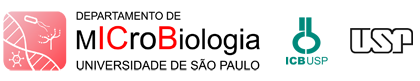 DEPARTAMENTO DE
MICroBiologia
UNIVERSIDADE DE SÃO PAULO
ICBUSP
USP